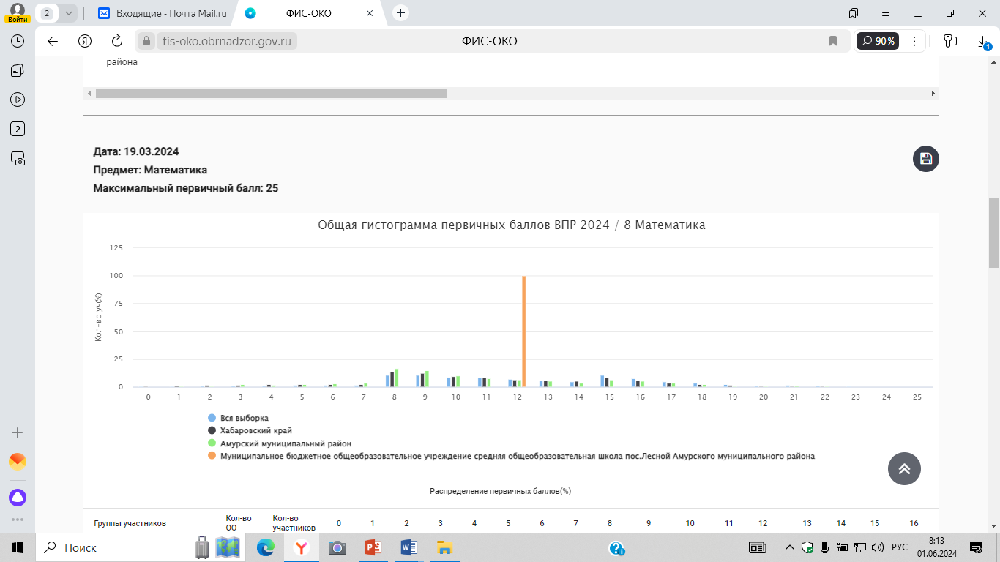 2
Входящие - Почта Mail.ru
ФИС-ОКО
Войти
fis-oko.obrnadzor.gov.ru
ФИС-ОКО
90%
1
2
района
Дата: 19.03.2024
Предмет: Математика
Максимальный первичный балл: 25
Общая гистограмма первичных баллов ВПР 2024 / 8 Математика
Кол-во уч(%)
125
100
75
50
25
0
0 1 2 3 4 5 6 7 8 9 10 11 12 13 14 15 16 17 18 19 20 21 22 23 24 25
Вся выборка
Хабаровский край
Амурский муниципальный район
Муниципальное бюджетное общеобразовательное учреждение средняя общеобразовательная школа пос.Лесной Амурского муниципального района
Распределение первичных баллов(%)
Группы участников Кол-во ОО Кол-во участников 0 1 2 3 4 5 6 7 8 9 10 11 12 13 14 15 16
Поиск
РУС
8:13
01.06.2024